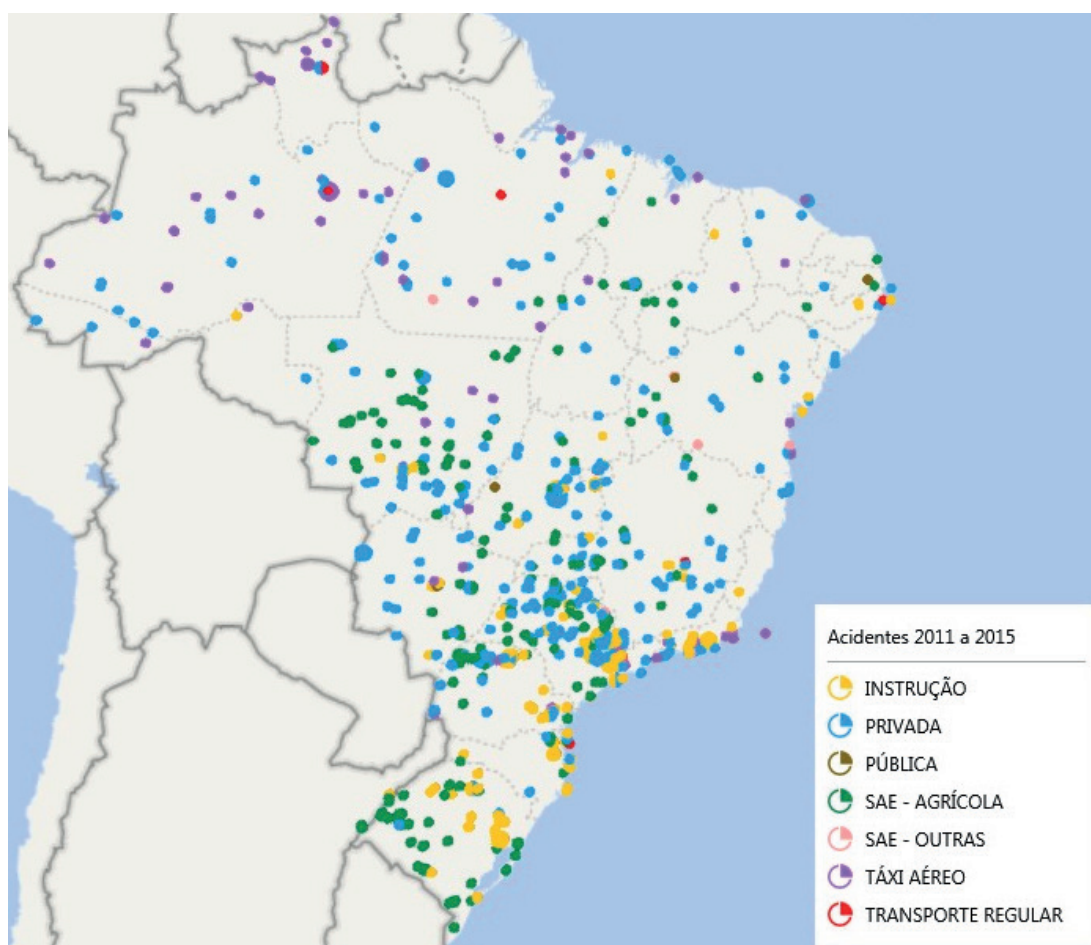 Acidentes 2011 a 2015
INSTRUÇÃO
PRIVADA
PÚBLICA
SAE - AGRÍCOLA
SAE - OUTRAS
TÁXI AÉREO
TRANSPORTE REGULAR